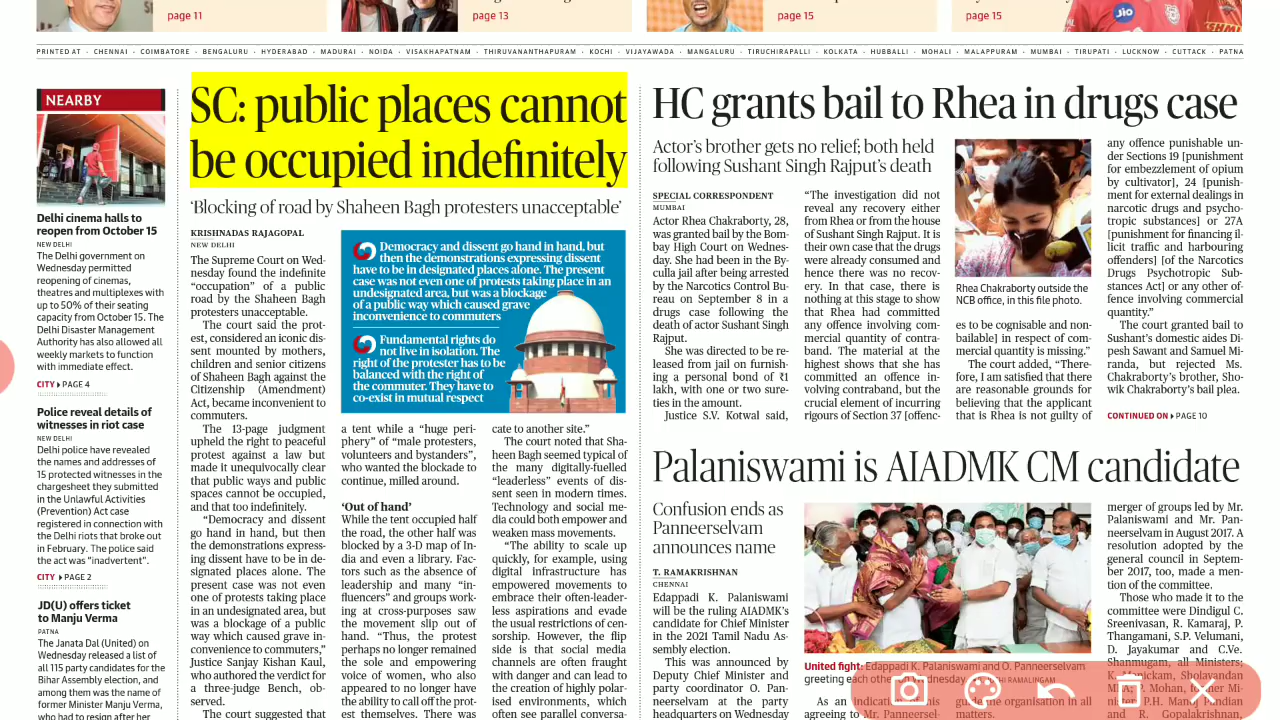 page 11
page 13
page 15
page 15
Jio
PRINTED AT · CHENNAI · COIMBATORE · BENGALURU · HYDERABAD · MADURAI · NOIDA · VISAKHAPATNAM · THIRUVANANTHAPURAM · KOCHI · VIJAYAWADA · MANGALURU · TIRUCHIRAPALLI · KOLKATA · HUBBALLI · MOHALI · MALAPPURAM · MUMBAI · TIRUPATI · LUCKNOW · CUTTACK · PATNA
NEARBY
Delhi cinema halls to
reopen from October 15
NEW DELHI
The Delhi government on
Wednesday permitted
reopening of cinemas,
theatres and multiplexes with
up to 50% of their seating
capacity from October 15. The
Delhi Disaster Management
Authority has also allowed all
weekly markets to function
with immediate effect.
CITY ▸ PAGE 4
Police reveal details of
witnesses in riot case
NEW DELHI
Delhi police have revealed
the names and addresses of
15 protected witnesses in the
chargesheet they submitted
in the Unlawful Activities
(Prevention) Act case
registered in connection with
the Delhi riots that broke out
in February. The police said
the act was "inadvertent".
CITY ▸ PAGE 2
JD(U) offers ticket
to Manju Verma
PATNA
The Janata Dal (United) on
Wednesday released a list of
all 115 party candidates for the
Bihar Assembly election, and
among them was the name of
former Minister Manju Verma,
who had to resign after her
SC: public places cannot
be occupied indefinitely
‘Blocking of road by Shaheen Bagh protesters unacceptable’
KRISHNADAS RAJAGOPAL
NEW DELHI
The Supreme Court on Wed-
nesday found the indefinite
“occupation” of a public
road by the Shaheen Bagh
protesters unacceptable.
The court said the prot-
est, considered an iconic dis-
sent mounted by mothers,
children and senior citizens
of Shaheen Bagh against the
Citizenship (Amendment)
Act, became inconvenient to
commuters.
The 13-page judgment
upheld the right to peaceful
protest against a law but
made it unequivocally clear
that public ways and public
spaces cannot be occupied,
and that too indefinitely.
“Democracy and dissent
go hand in hand, but then
the demonstrations express-
ing dissent have to be in de-
signated places alone. The
present case was not even
one of protests taking place
in an undesignated area, but
was a blockage of a public
way which caused grave in-
convenience to commuters,”
Justice Sanjay Kishan Kaul,
who authored the verdict for
a three-judge Bench, ob-
served.
The court suggested that
Democracy and dissent go hand in hand, but
then the demonstrations expressing dissent
have to be in designated places alone. The present
case was not even one of protests taking place in an
undesignated area, but was a blockage
of a public way which caused grave
inconvenience to commuters
Fundamental rights do
not live in isolation. The
right of the protester has to be
balanced with the right of
the commuter. They have to
co-exist in mutual respect
a tent while a “huge peri-
phery” of “male protesters,
volunteers and bystanders”,
who wanted the blockade to
continue, milled around.
‘Out of hand’
While the tent occupied half
the road, the other half was
blocked by a 3-D map of In-
dia and even a library. Fac-
tors such as the absence of
leadership and many “in-
fluencers” and groups work-
ing at cross-purposes saw
the movement slip out of
hand. “Thus, the protest
perhaps no longer remained
the sole and empowering
voice of women, who also
appeared to no longer have
the ability to call off the prot-
est themselves. There was
cate to another site.”
The court noted that Sha-
heen Bagh seemed typical of
the many digitally-fuelled
“leaderless” events of dis-
sent seen in modern times.
Technology and social me-
dia could both empower and
weaken mass movements.
“The ability to scale up
quickly, for example, using
digital infrastructure has
empowered movements to
embrace their often-leader-
less aspirations and evade
the usual restrictions of cen-
sorship. However, the flip
side is that social media
channels are often fraught
with danger and can lead to
the creation of highly polar-
ised environments, which
often see parallel conversa-
HC grants bail to Rhea in drugs case
Actor’s brother gets no relief; both held
following Sushant Singh Rajput’s death
SPECIAL CORRESPONDENT
MUMBAI
Actor Rhea Chakraborty, 28,
was granted bail by the Bom-
bay High Court on Wednes-
day. She had been in the By-
culla jail after being arrested
by the Narcotics Control Bu-
reau on September 8 in a
drugs case following the
death of actor Sushant Singh
Rajput.
She was directed to be re-
leased from jail on furnish-
ing a personal bond of ₹1
lakh, with one or two sure-
ties in the amount.
Justice S.V. Kotwal said,
“The investigation did not
reveal any recovery either
from Rhea or from the house
of Sushant Singh Rajput. It is
their own case that the drugs
were already consumed and
hence there was no recov-
ery. In that case, there is
nothing at this stage to show
that Rhea had committed
any offence involving com-
mercial quantity of contra-
band. The material at the
highest shows that she has
committed an offence in-
volving contraband, but the
crucial element of incurring
rigours of Section 37 [offenc-
Rhea Chakraborty outside the
NCB office, in this file photo.
es to be cognisable and non-
bailable] in respect of com-
mercial quantity is missing.”
The court added, “There-
fore, I am satisfied that there
are reasonable grounds for
believing that the applicant
that is Rhea is not guilty of
any offence punishable un-
der Sections 19 [punishment
for embezzlement of opium
by cultivator], 24 [punish-
ment for external dealings in
narcotic drugs and psycho-
tropic substances] or 27A
[punishment for financing il-
licit traffic and harbouring
offenders] [of the Narcotics
Drugs Psychotropic Sub-
stances Act] or any other of-
fence involving commercial
quantity.”
The court granted bail to
Sushant’s domestic aides Di-
pesh Sawant and Samuel Mi-
randa, but rejected Ms.
Chakraborty’s brother, Sho-
wik Chakraborty’s bail plea.
CONTINUED ON ▸ PAGE 10
Palaniswami is AIADMK CM candidate
Confusion ends as
Panneerselvam
announces name
T. RAMAKRISHNAN
CHENNAI
Edappadi K. Palaniswami
will be the ruling AIADMK’s
candidate for Chief Minister
in the 2021 Tamil Nadu As-
sembly election.
This was announced by
Deputy Chief Minister and
party coordinator O. Pan-
neerselvam at the party
headquarters on Wednesday
United fight: Edappadi K. Palaniswami and O. Panneerselvam
greeting each other on Wednesday RAMALINGAM
As an indication of
agreeing to Mr. Panneersel-
guide the organisation in all
matters.
merger of groups led by Mr.
Palaniswami and Mr. Pan-
neerselvam in August 2017. A
resolution adopted by the
general council in Septem-
ber 2017, too, made a men-
tion of the committee.
Those who made it to the
committee were Dindigul C.
Sreenivasan, R. Kamaraj, P.
Thangamani, S.P. Velumani,
D. Jayakumar and C.Ve.
Shanmugam, all Ministers;
K. Manickam, Sholavandan
MLA; P. Mohan, former Mi-
nister P.H. Manoj Pandian
and R. Gopalakrishnan,